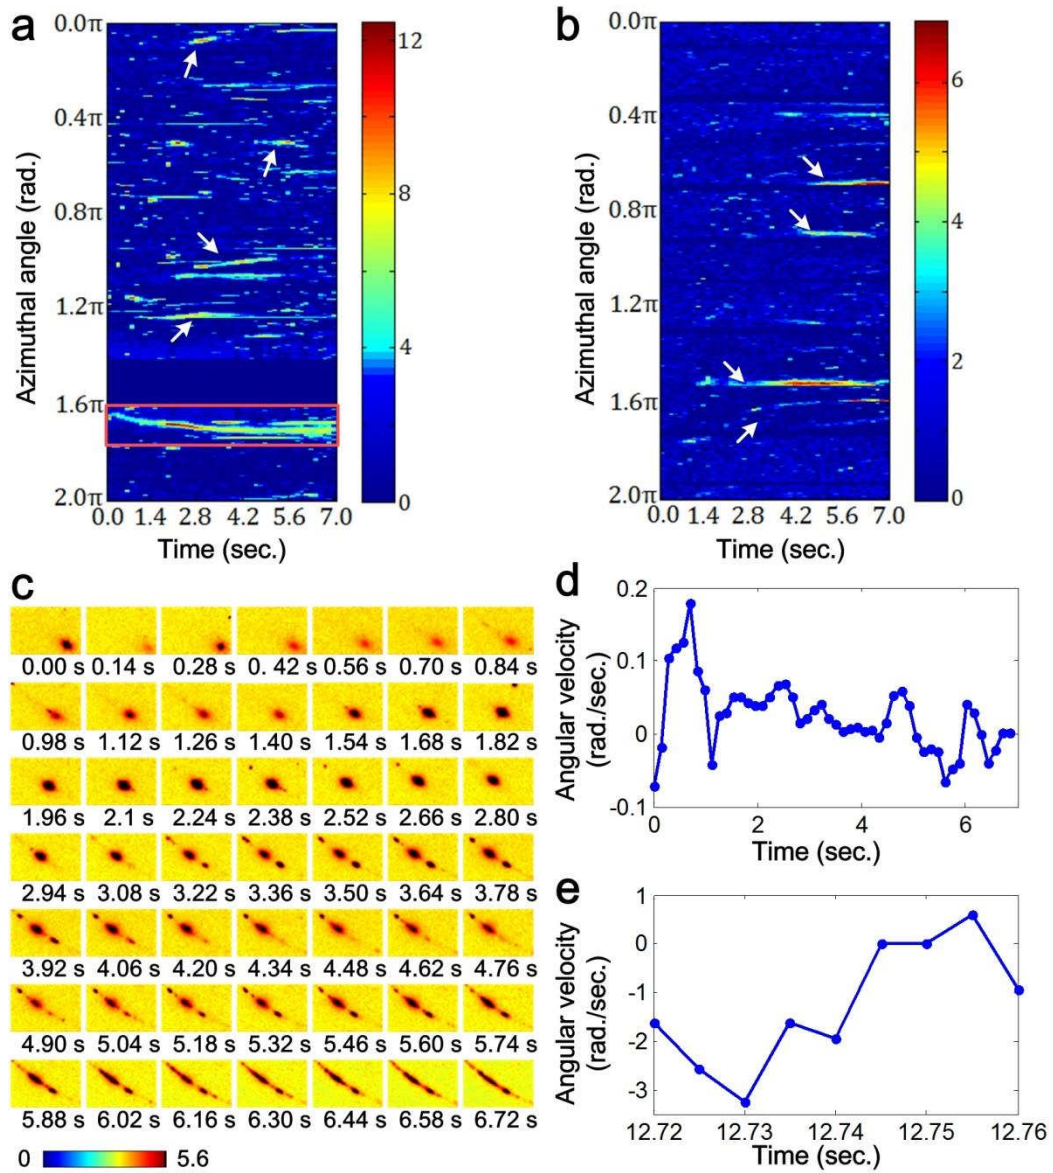 a
0.0π
0.4π
0.8π
1.2π
1.6π
2.0π
Azimuthal angle (rad.)
0.0 1.4 2.8 4.2 5.6 7.0
Time (sec.)
12
8
4
0
b
0.0π
0.4π
0.8π
1.2π
1.6π
2.0π
Azimuthal angle (rad.)
0.0 1.4 2.8 4.2 5.6 7.0
Time (sec.)
6
4
2
0
c
0.00 s 0.14 s 0.28 s 0. 42 s 0.56 s 0.70 s 0.84 s
0.98 s 1.12 s 1.26 s 1.40 s 1.54 s 1.68 s 1.82 s
1.96 s 2.1 s 2.24 s 2.38 s 2.52 s 2.66 s 2.80 s
2.94 s 3.08 s 3.22 s 3.36 s 3.50 s 3.64 s 3.78 s
3.92 s 4.06 s 4.20 s 4.34 s 4.48 s 4.62 s 4.76 s
4.90 s 5.04 s 5.18 s 5.32 s 5.46 s 5.60 s 5.74 s
5.88 s 6.02 s 6.16 s 6.30 s 6.44 s 6.58 s 6.72 s
0 5.6
d
0.2
0.1
0
-0.1
Angular velocity
(rad./sec.)
0 2 4 6
Time (sec.)
e
1
0
-1
-2
-3
Angular velocity
(rad./sec.)
12.72 12.73 12.74 12.75 12.76
Time (sec.)